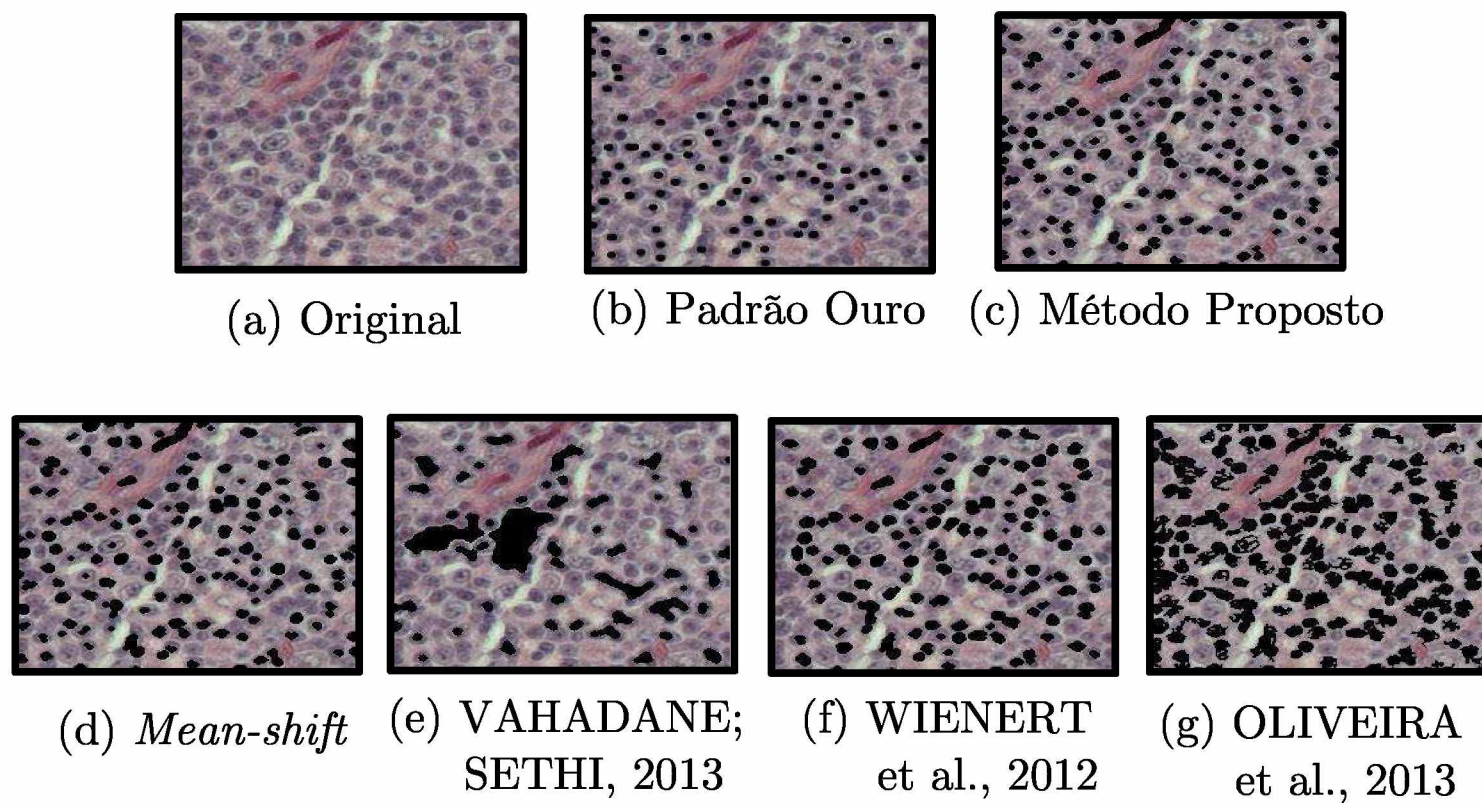 (a) Original
(b) Padrão Ouro
(c) Método Proposto
(d) Mean-shift
(e) VAHADANE;
SETHI, 2013
(f) WIENERT
et al., 2012
(g) OLIVEIRA
et al., 2013